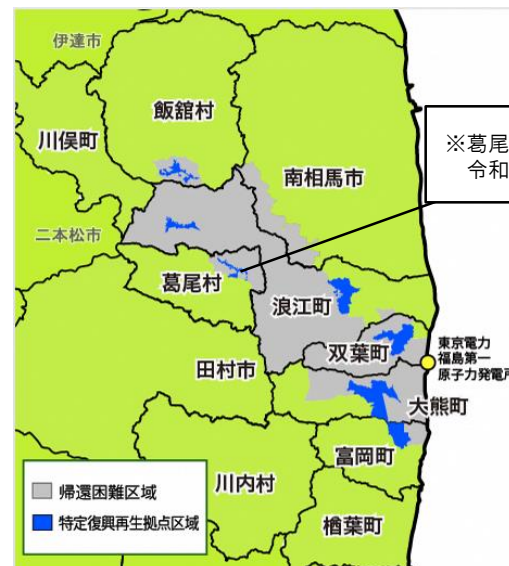 伊達市
飯舘村
川俣町
南相馬市
※葛尾
令和
二本松市
葛尾村
浪江町
双葉町
東京電力
福島第一
原子力発電所
田村市
大熊町
富岡町
川内村
楢葉町
帰還困難区域
特定復興再生拠点区域